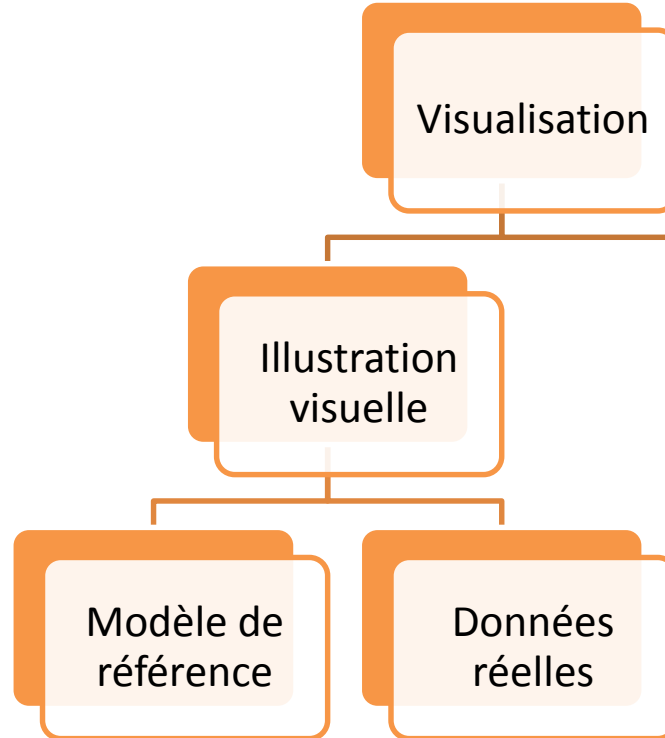 Visualisation
Illustration
visuelle
Modèle de
référence
Données
réelles